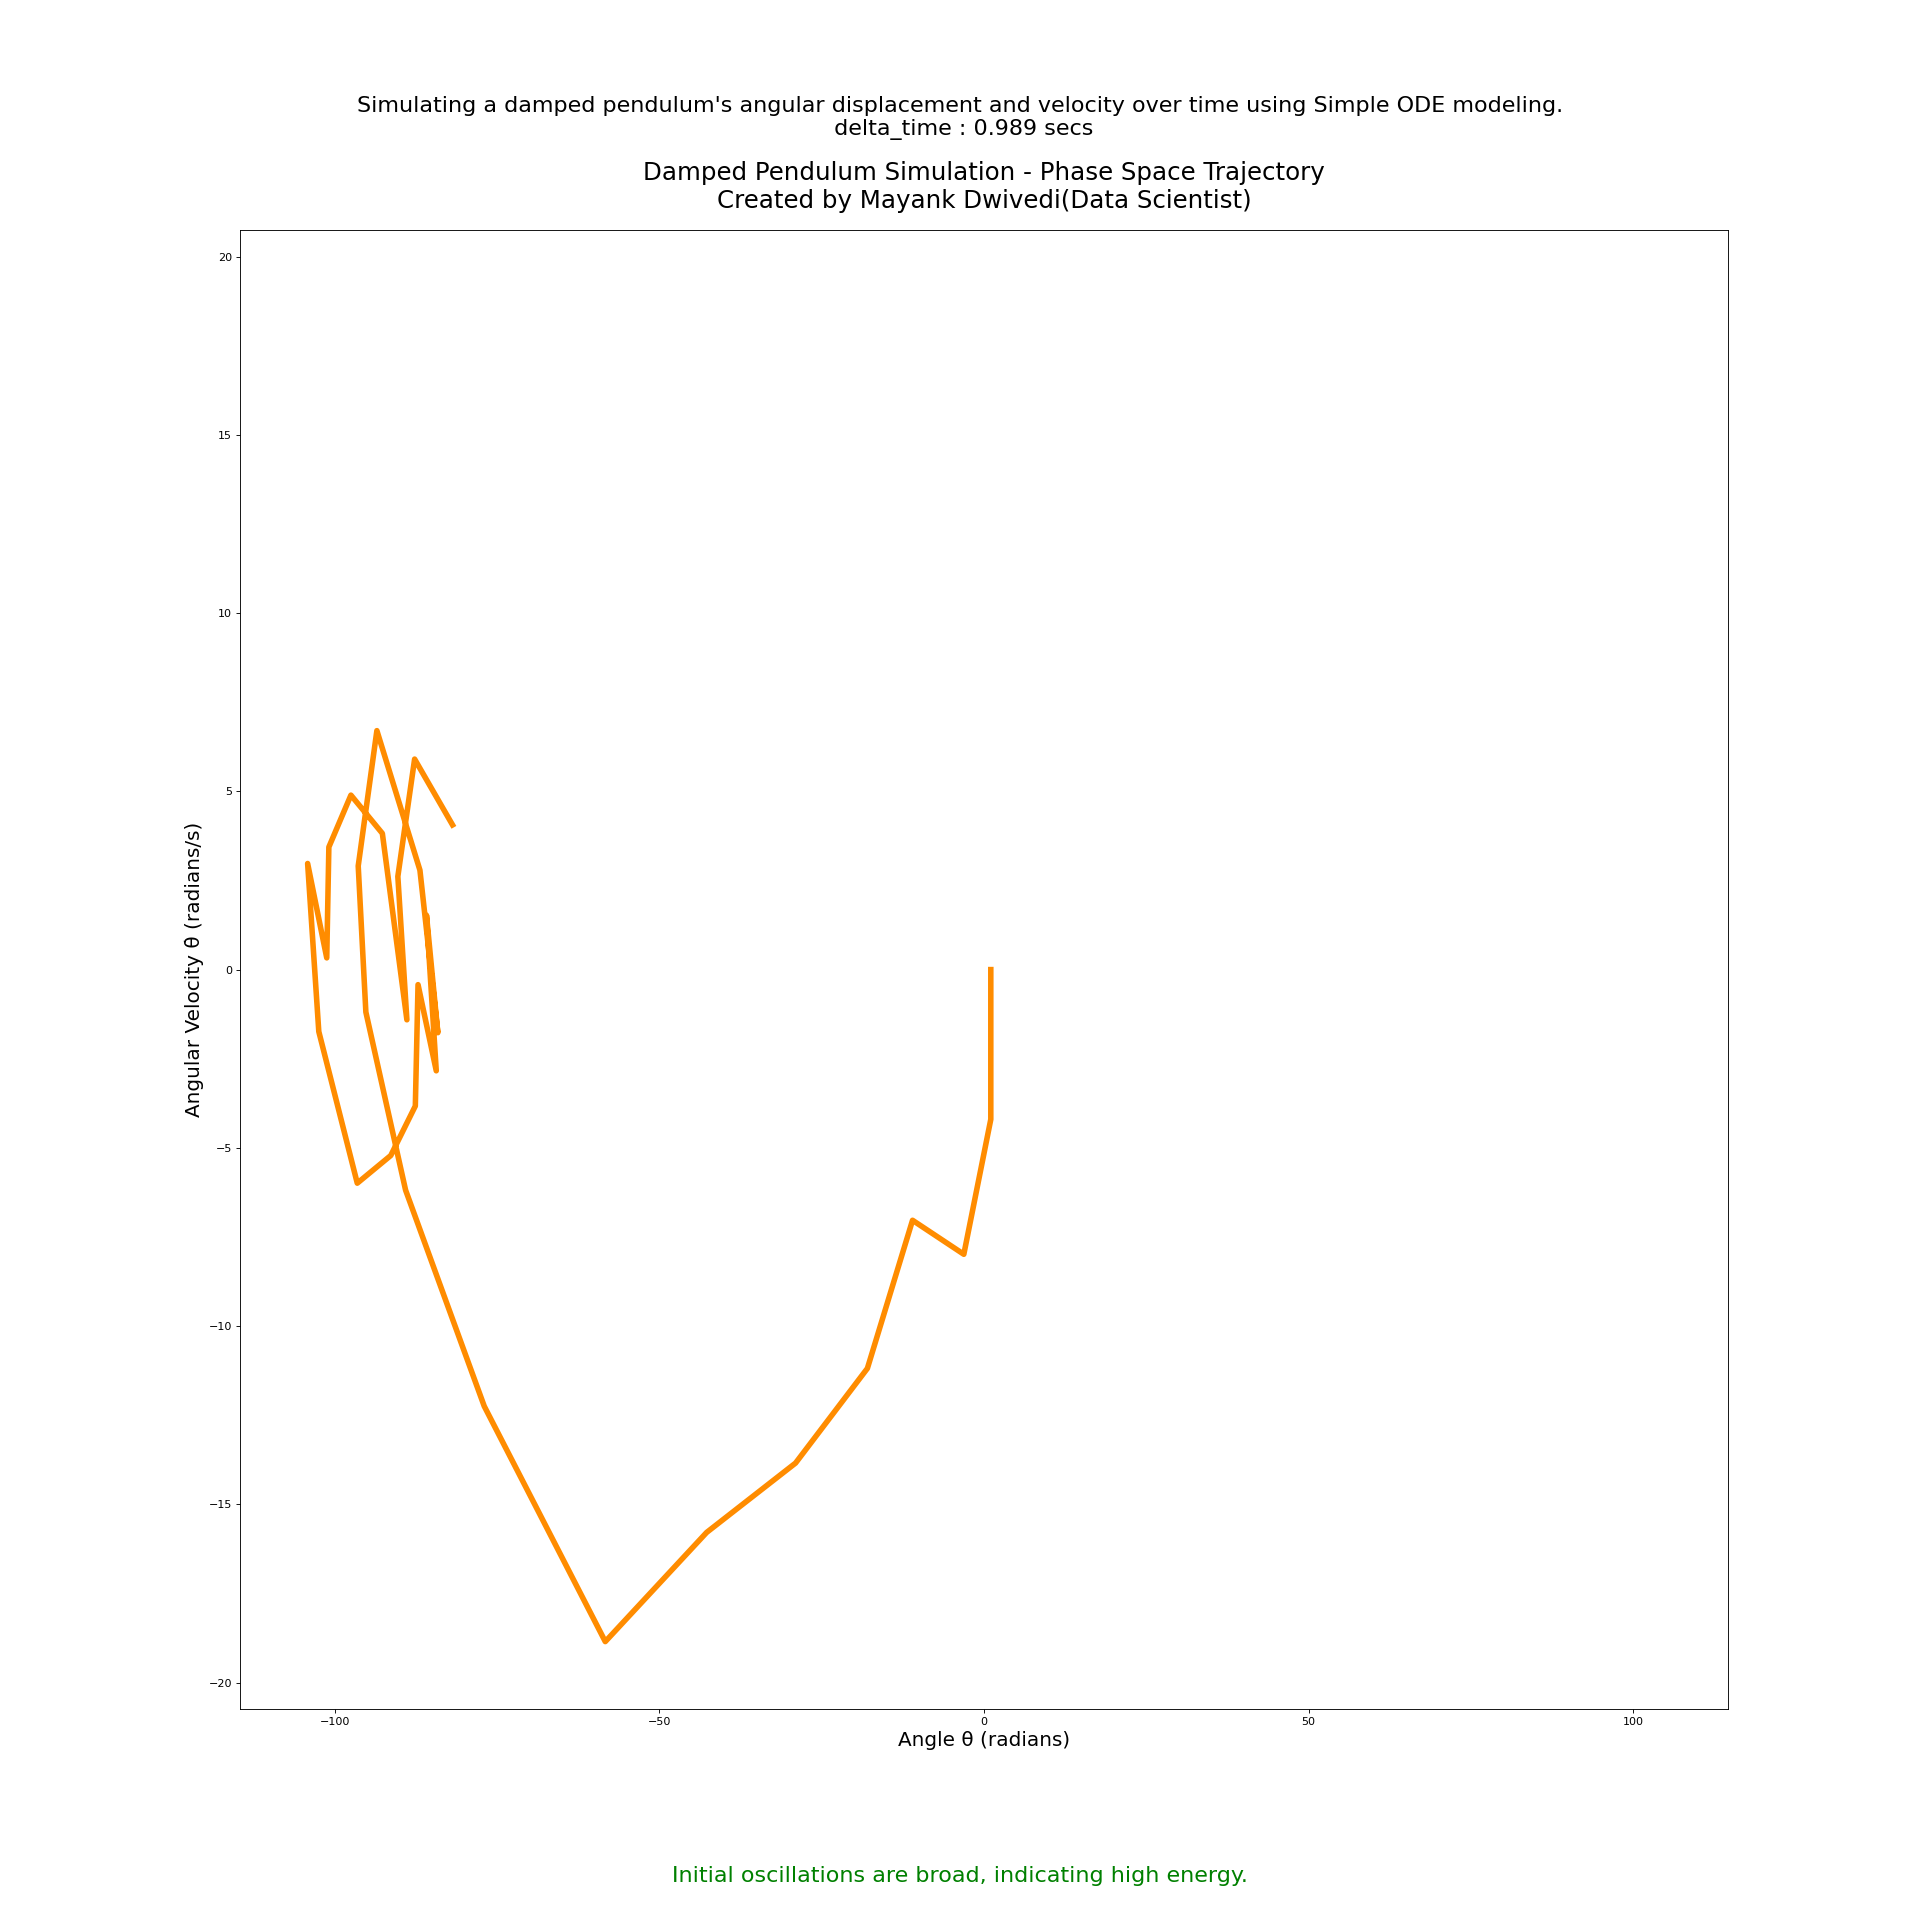 Simulating a damped pendulum's angular displacement and velocity over time using Simple ODE modeling.
delta_time : 0.989 secs
Damped Pendulum Simulation - Phase Space Trajectory
Created by Mayank Dwivedi(Data Scientist)
20
15
10
5
0
−5
−10
−15
−20
Angular Velocity θ (radians/s)
−100
−50
0
50
100
Angle θ (radians)
Initial oscillations are broad, indicating high energy.